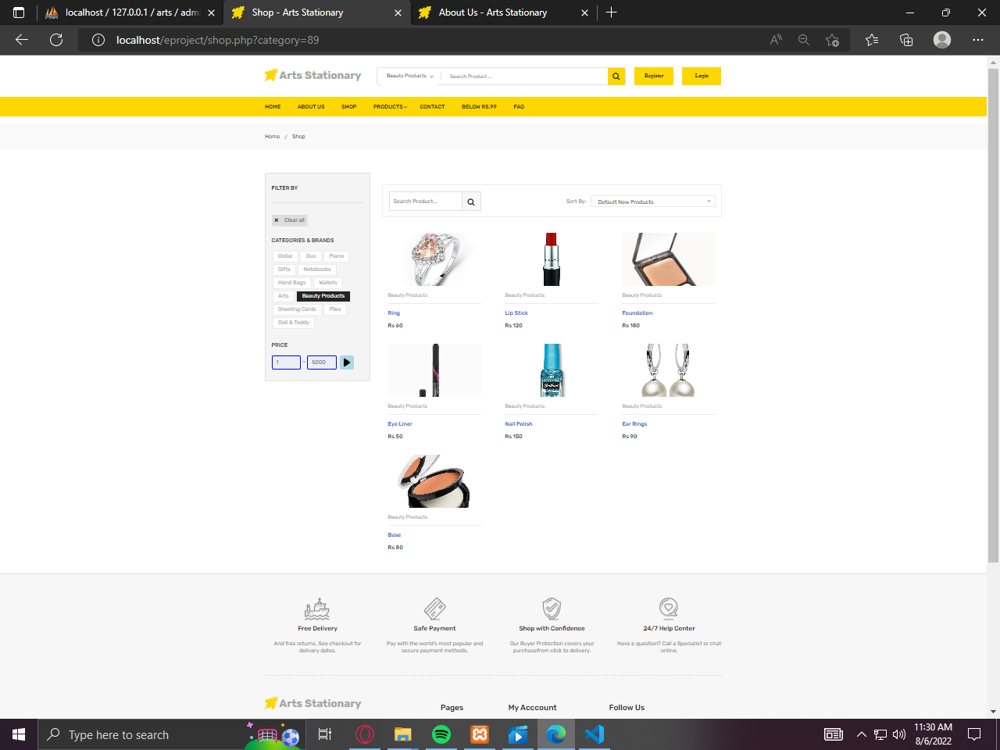 localhost / 127.0.0.1 / arts / adm
Shop - Arts Stationary
About Us - Arts Stationary
localhost/eproject/shop.php?category=89
Arts Stationary
Beauty Products
Search Product ...
Register
Login
HOME
ABOUT US
SHOP
PRODUCTS
CONTACT
BELOW RS.99
FAQ
Home / Shop
FILTER BY
Clear all
CATEGORIES & BRANDS
Dollar Dux Piano
Gifts Notebooks
Hand Bags Wallets
Arts Beauty Products
Greeting Cards Files
Doll & Teddy
PRICE
1 - 5000
Search Product...
Sort By: Default New Products
Beauty Products
Ring
Rs 60
Beauty Products
Lip Stick
Rs 120
Beauty Products
Foundation
Rs 180
Beauty Products
Eye Liner
Rs 50
Beauty Products
Nail Polish
Rs 150
Beauty Products
Ear Rings
Rs 90
Beauty Products
Base
Rs 80
Free Delivery
And free returns. See checkout for
delivery dates.
Safe Payment
Pay with the world's most popular and
secure payment methods.
Shop with Confidence
Our Buyer Protection covers your
purchasefrom click to delivery.
24/7 Help Center
Have a question? Call a Specialist or chat
online.
Arts Stationary
Pages
My Acccount
Follow Us
Type here to search
11:30 AM
8/6/2022